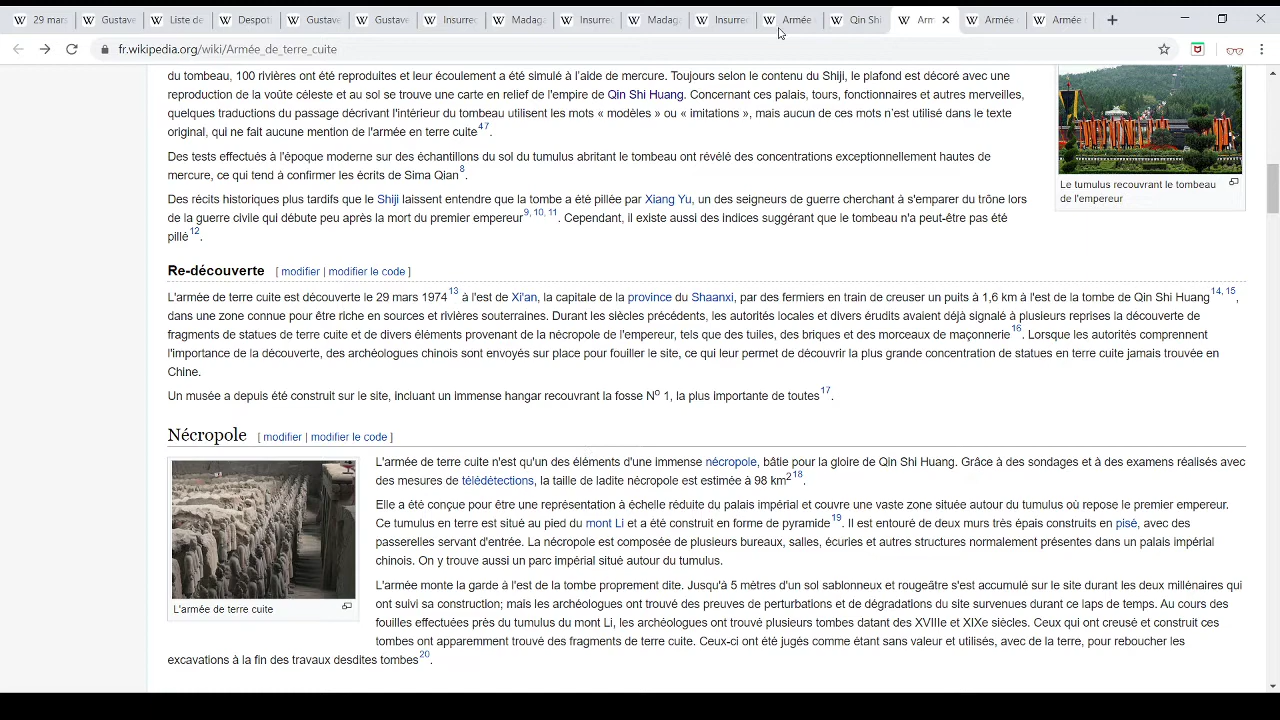 29 mars
Gustave
Liste de
Despoti
Gustave
Gustave
Insurrec
Madaga
Insurrec
Madaga
Insurrec
Armée
Qin Shi
Arm
Armée
Armée
fr.wikipedia.org/wiki/Armée_de_terre_cuite
du tombeau, 100 rivières ont été reproduites et leur écoulement a été simulé à l'aide de mercure. Toujours selon le contenu du Shiji, le plafond est décoré avec une
reproduction de la voûte céleste et au sol se trouve une carte en relief de l'empire de Qin Shi Huang. Concernant ces palais, tours, fonctionnaires et autres merveilles,
quelques traductions du passage décrivant l'intérieur du tombeau utilisent les mots « modèles » ou « imitations », mais aucun de ces mots n'est utilisé dans le texte
original, qui ne fait aucune mention de l'armée en terre cuite 47.
Des tests effectués à l'époque moderne sur des échantillons du sol du tumulus abritant le tombeau ont révélé des concentrations exceptionnellement hautes de
mercure, ce qui tend à confirmer les écrits de Sima Qian 8.
Des récits historiques plus tardifs que le Shiji laissent entendre que la tombe a été pillée par Xiang Yu, un des seigneurs de guerre cherchant à s'emparer du trône lors
de la guerre civile qui débute peu après la mort du premier empereur 9, 10, 11. Cependant, il existe aussi des indices suggérant que le tombeau n'a peut-être pas été
pillé 12.
Le tumulus recouvrant le tombeau
de l'empereur
Re-découverte [ modifier | modifier le code ]
L'armée de terre cuite est découverte le 29 mars 1974 13 à l'est de Xi'an, la capitale de la province du Shaanxi, par des fermiers en train de creuser un puits à 1,6 km à l'est de la tombe de Qin Shi Huang 14, 15,
dans une zone connue pour être riche en sources et rivières souterraines. Durant les siècles précédents, les autorités locales et divers érudits avaient déjà signalé à plusieurs reprises la découverte de
fragments de statues de terre cuite et de divers éléments provenant de la nécropole de l'empereur, tels que des tuiles, des briques et des morceaux de maçonnerie 16. Lorsque les autorités comprennent
l'importance de la découverte, des archéologues chinois sont envoyés sur place pour fouiller le site, ce qui leur permet de découvrir la plus grande concentration de statues en terre cuite jamais trouvée en
Chine.
Un musée a depuis été construit sur le site, incluant un immense hangar recouvrant la fosse No 1, la plus importante de toutes 17.
Nécropole [ modifier | modifier le code ]
L'armée de terre cuite n'est qu'un des éléments d'une immense nécropole, bâtie pour la gloire de Qin Shi Huang. Grâce à des sondages et à des examens réalisés avec
des mesures de télédétections, la taille de ladite nécropole est estimée à 98 km2 18.
Elle a été conçue pour être une représentation à échelle réduite du palais impérial et couvre une vaste zone située autour du tumulus où repose le premier empereur.
Ce tumulus en terre est situé au pied du mont Li et a été construit en forme de pyramide 19. Il est entouré de deux murs très épais construits en pisé, avec des
passerelles servant d'entrée. La nécropole est composée de plusieurs bureaux, salles, écuries et autres structures normalement présentes dans un palais impérial
chinois. On y trouve aussi un parc impérial situé autour du tumulus.
L'armée monte la garde à l'est de la tombe proprement dite. Jusqu'à 5 mètres d'un sol sablonneux et rougeâtre s'est accumulé sur le site durant les deux millénaires qui
ont suivi sa construction; mais les archéologues ont trouvé des preuves de perturbations et de dégradations du site survenues durant ce laps de temps. Au cours des
fouilles effectuées près du tumulus du mont Li, les archéologues ont trouvé plusieurs tombes datant des XVIIIe et XIXe siècles. Ceux qui ont creusé et construit ces
tombes ont apparemment trouvé des fragments de terre cuite. Ceux-ci ont été jugés comme étant sans valeur et utilisés, avec de la terre, pour reboucher les
excavations à la fin des travaux desdites tombes 20.
L'armée de terre cuite